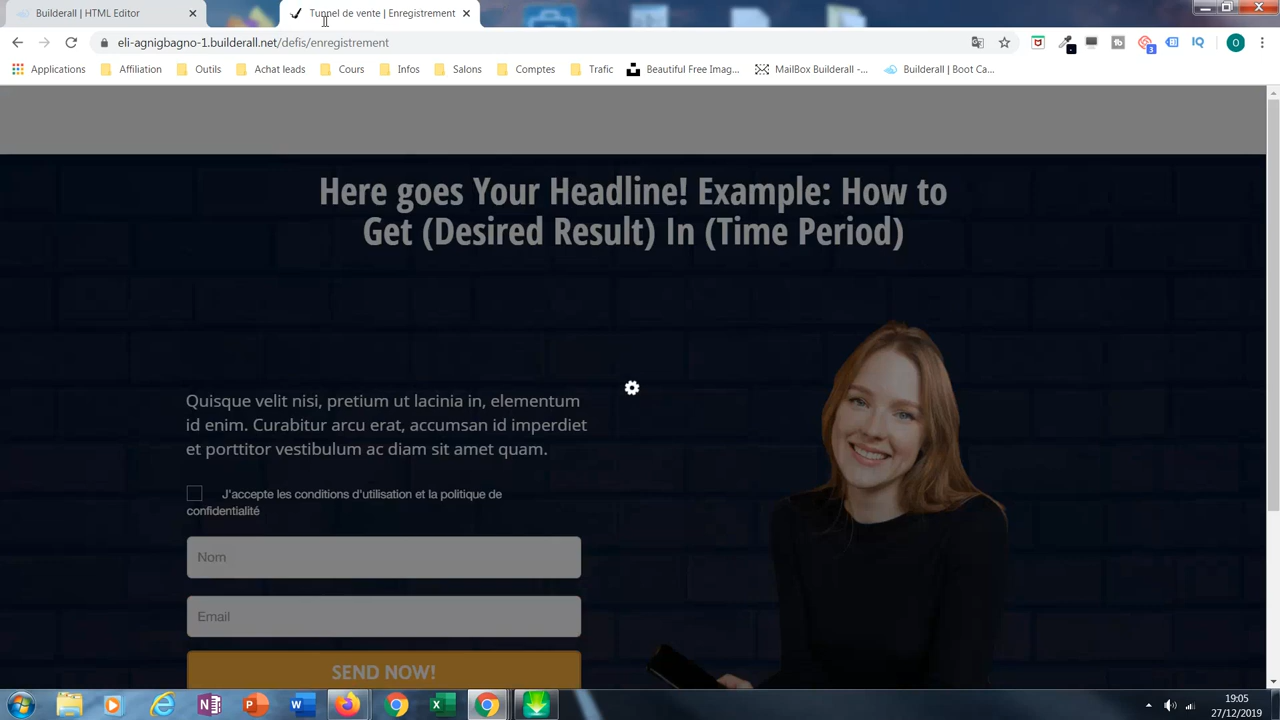 Builderall | HTML Editor
Tunnel de vente | Enregistrement
eli-agnigbagno-1.builderall.net/defis/enregistrement
3
O
Applications
Affiliation
Outils
Achat leads
Cours
Infos
Salons
Comptes
Trafic
Beautiful Free Imag...
MailBox Builderall -...
Builderall | Boot Ca...
Here goes Your Headline! Example: How to
Get (Desired Result) In (Time Period)
Quisque velit nisi, pretium ut lacinia in, elementum
id enim. Curabitur arcu erat, accumsan id imperdiet
et porttitor vestibulum ac diam sit amet quam.
J'accepte les conditions d'utilisation et la politique de
confidentialité
Nom
Email
SEND NOW!
19:05
27/12/2019